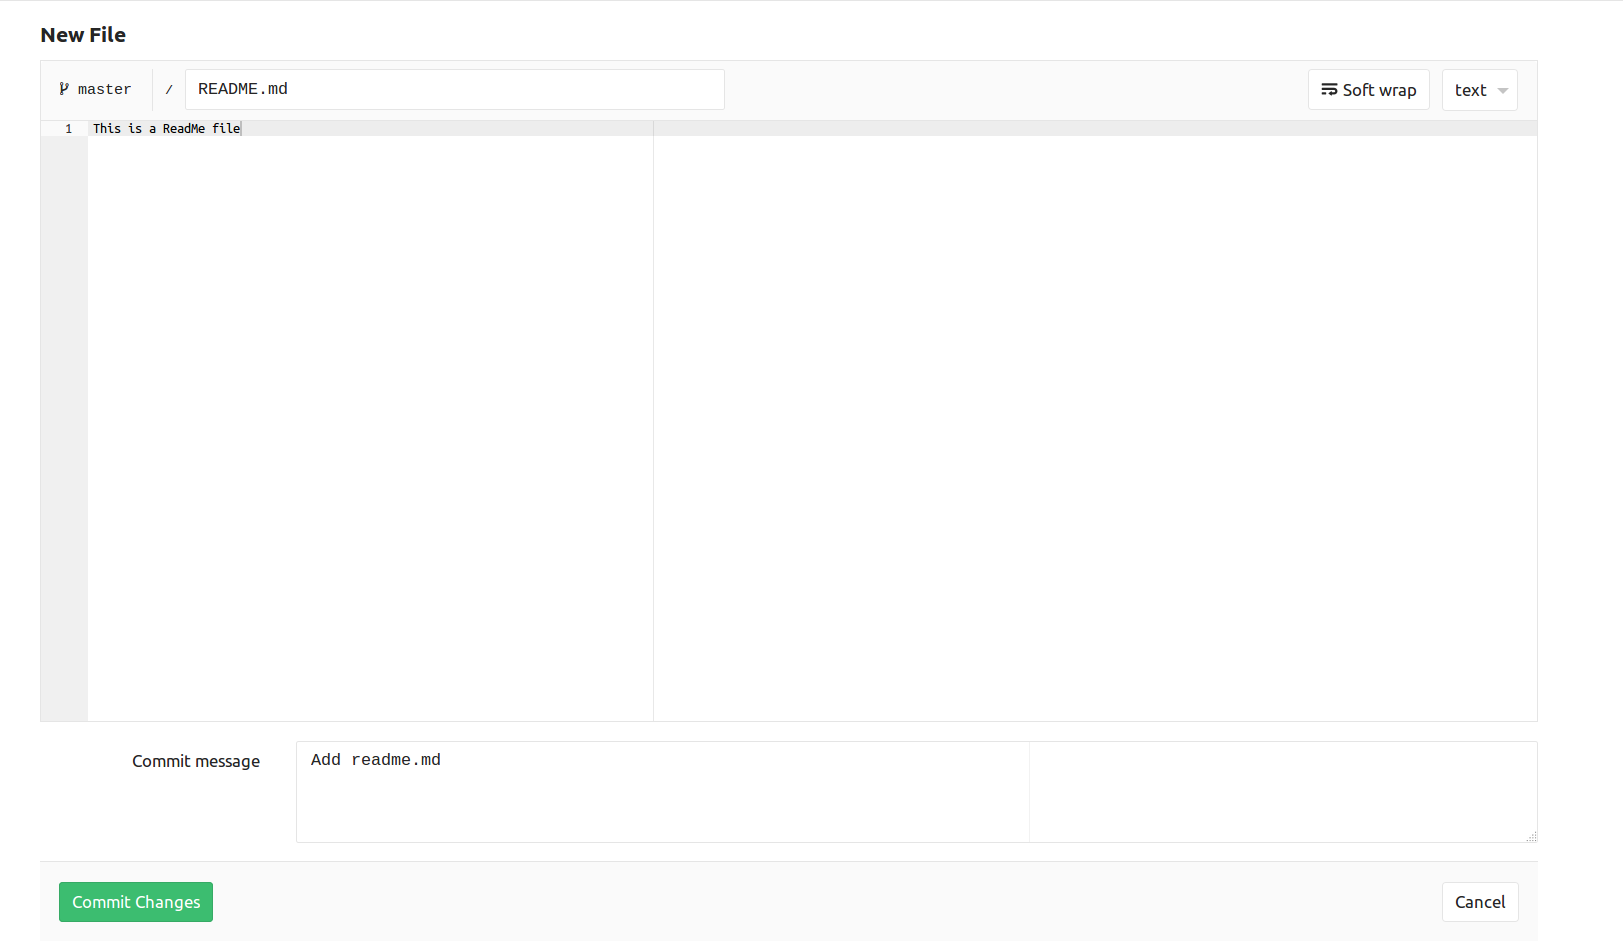 New File
master / README.md Soft wrap text
1 This is a ReadMe file
Commit message Add readme.md
Commit Changes Cancel